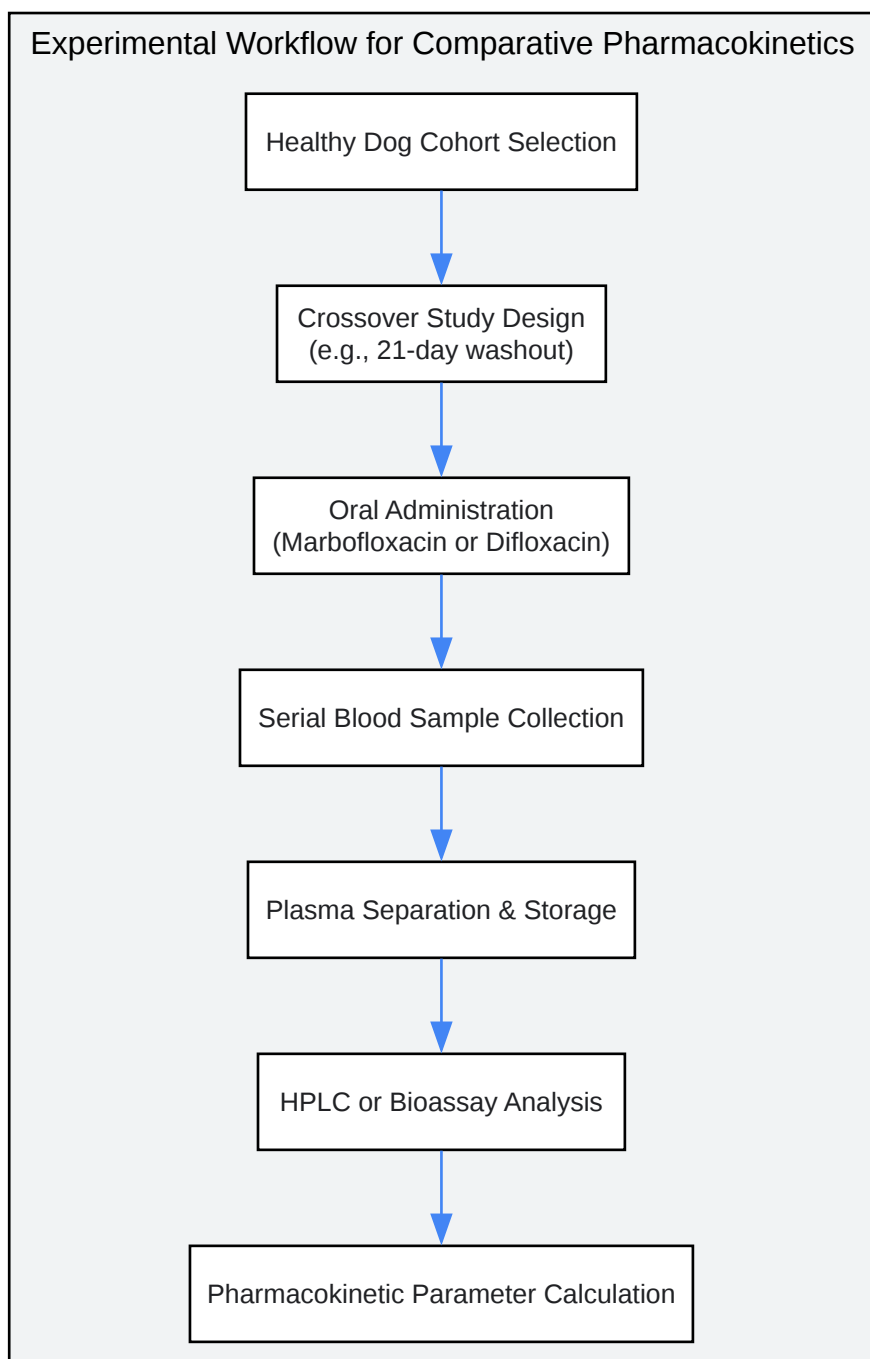 Experimental Workflow for Comparative Pharmacokinetics
Healthy Dog Cohort Selection
Crossover Study Design
(e.g., 21-day washout)
Oral Administration
(Marbofloxacin or Difloxacin)
Serial Blood Sample Collection
Plasma Separation & Storage
HPLC or Bioassay Analysis
Pharmacokinetic Parameter Calculation